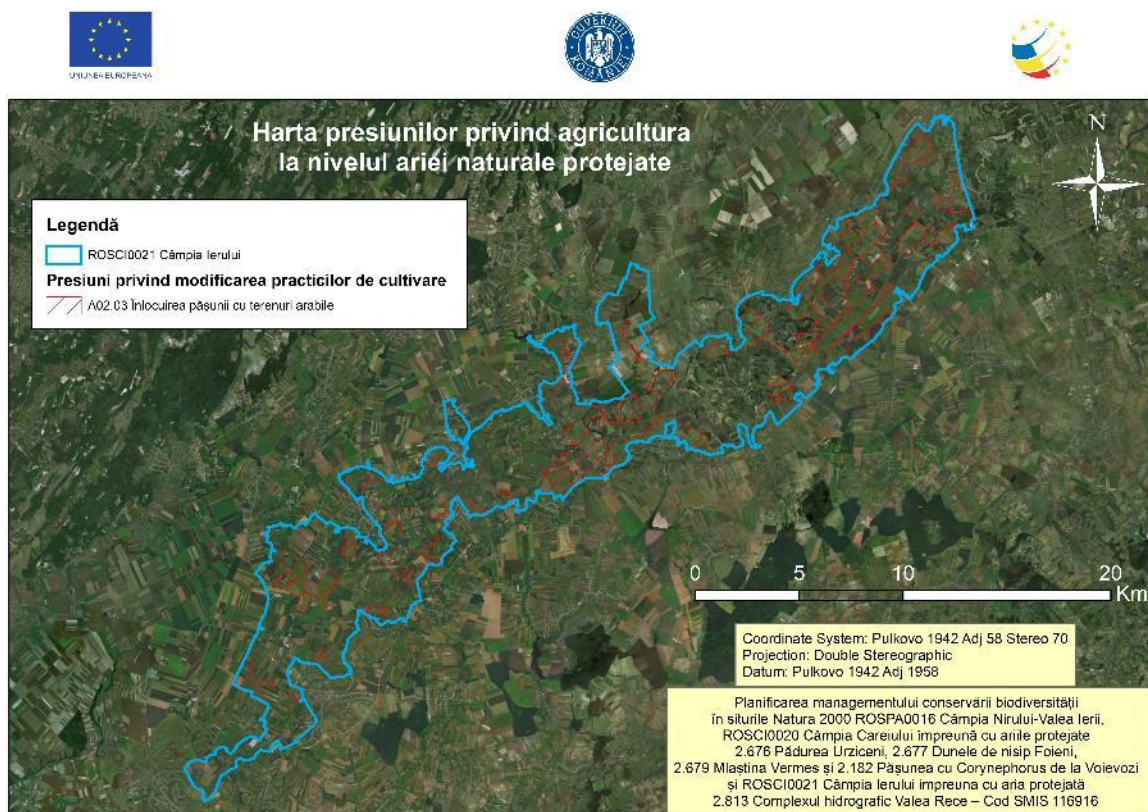 UNIUNEA EUROPEANA
GUVERNUL ROMÂNIEI
Harta presiunilor privind agricultura
la nivelul ariei naturale protejate
N
Legendă
ROSCI0021 Câmpia Ierului
Presiuni privind modificarea practicilor de cultivare
A02.03 Înlocuirea pășunii cu terenuri arabile
0 5 10 20
Km
Coordinate System: Pulkovo 1942 Adj 58 Stereo 70
Projection: Double Stereographic
Datum: Pulkovo 1942 Adj 1958
Planificarea managementului conservării biodiversității
în siturile Natura 2000 ROSPA0016 Câmpia Nirului-Valea Ierii,
ROSCI0020 Câmpia Careiului împreună cu ariile protejate
2.676 Pădurea Urziceni, 2.677 Dunele de nisip Foieni,
2.679 Mlaștina Vermes și 2.182 Pășunea cu Corynephorus de la Voievozi
și ROSCI0021 Câmpia Ierului împreuna cu aria protejată
2.813 Complexul hidrografic Valea Rece – Cod SMIS 116916